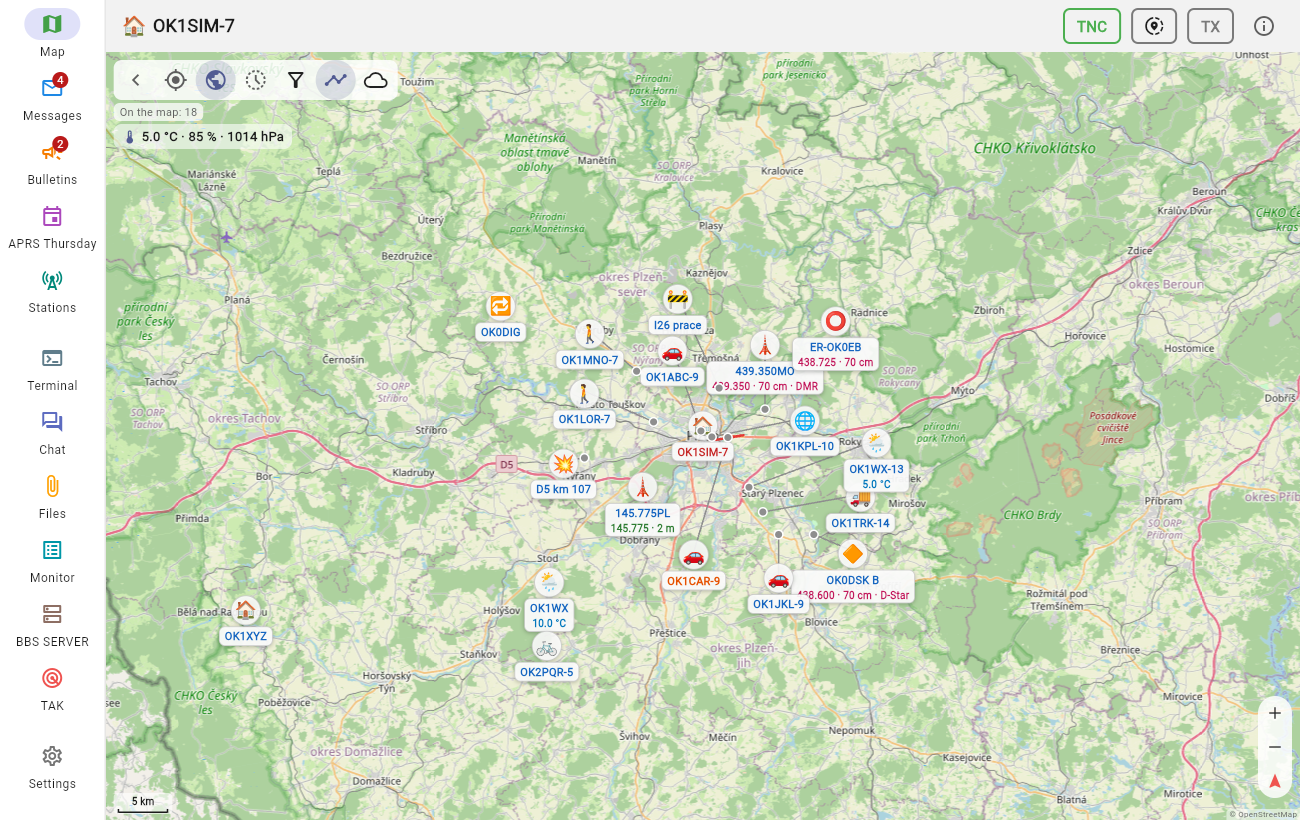 OK1SIM-7
TNC
TX
Map
4
Messages
2
Bulletins
APRS Thursday
Stations
Terminal
Chat
Files
Monitor
BBS SERVER
TAK
Settings
On the map: 18
5.0 °C · 85 % · 1014 hPa
Toužim
Přírodní
park Horní
Střela
přírodní
park Jesenicko
Unhošť
Manětínská
oblast tmavé
oblohy
Manětín
SO ORP
Kralovice
Kralovice
CHKO Křivoklátsko
Mariánské
Lázně
Teplá
Beroun
Králův Dvůr
CHKO Če
kras
Úterý
Přírodní
park Manětínská
Plasy
Zdice
Bezdružice
okres Plzeň-
sever
Kaznějov
okres Beroun
Planá
přírodní
park Český
les
OK0DIG
I26 prace
Radnice
Zbiroh
Hořovice
Hostomice
OK1MNO-7
ER-OK0EB
438.725 · 70 cm
Třemošná
Černošín
OK1ABC-9
439.350MO
439.350 · 70 cm · DMR
SO ORP
Rokycany
Tachov
SO ORP
Stříbro
Mýto
Dobříš
SO ORP
Tachov
okres Tachov
OK1LOR-7
Stříbro
přírodní
park Trhoň
Posádkové
cvičiště
Jince
OK1SIM-7
OK1KPL-10
OK1WX-13
5.0 °C
D5
Kladruby
Bor
D5 km 107
Starý Plzenec
Mirošov
Příbram
okres Příb
Přimda
145.775PL
145.775 · 2 m
OK1TRK-14
CHKO Brdy
SO ORP
Příbram
Dobřany
Stod
OK1CAR-9
OK0DSK B
438.600 · 70 cm · D-Star
OK1JKL-9
Rožmitál pod
Třemšínem
OK1WX
10.0 °C
Holýšov
OK1XYZ
Blovice
Přeštice
Staňkov
okres Plzeň-
jih
Březnice
OK2PQR-5
Horšovský
Týn
CHKO Český
les
Poběžovice
Mirovice
Švihov
Měčín
Nepomuk
okres Domažlice
Kasejovice
Domažlice
Blatná
Mirotice
5 km
© OpenStreetMap